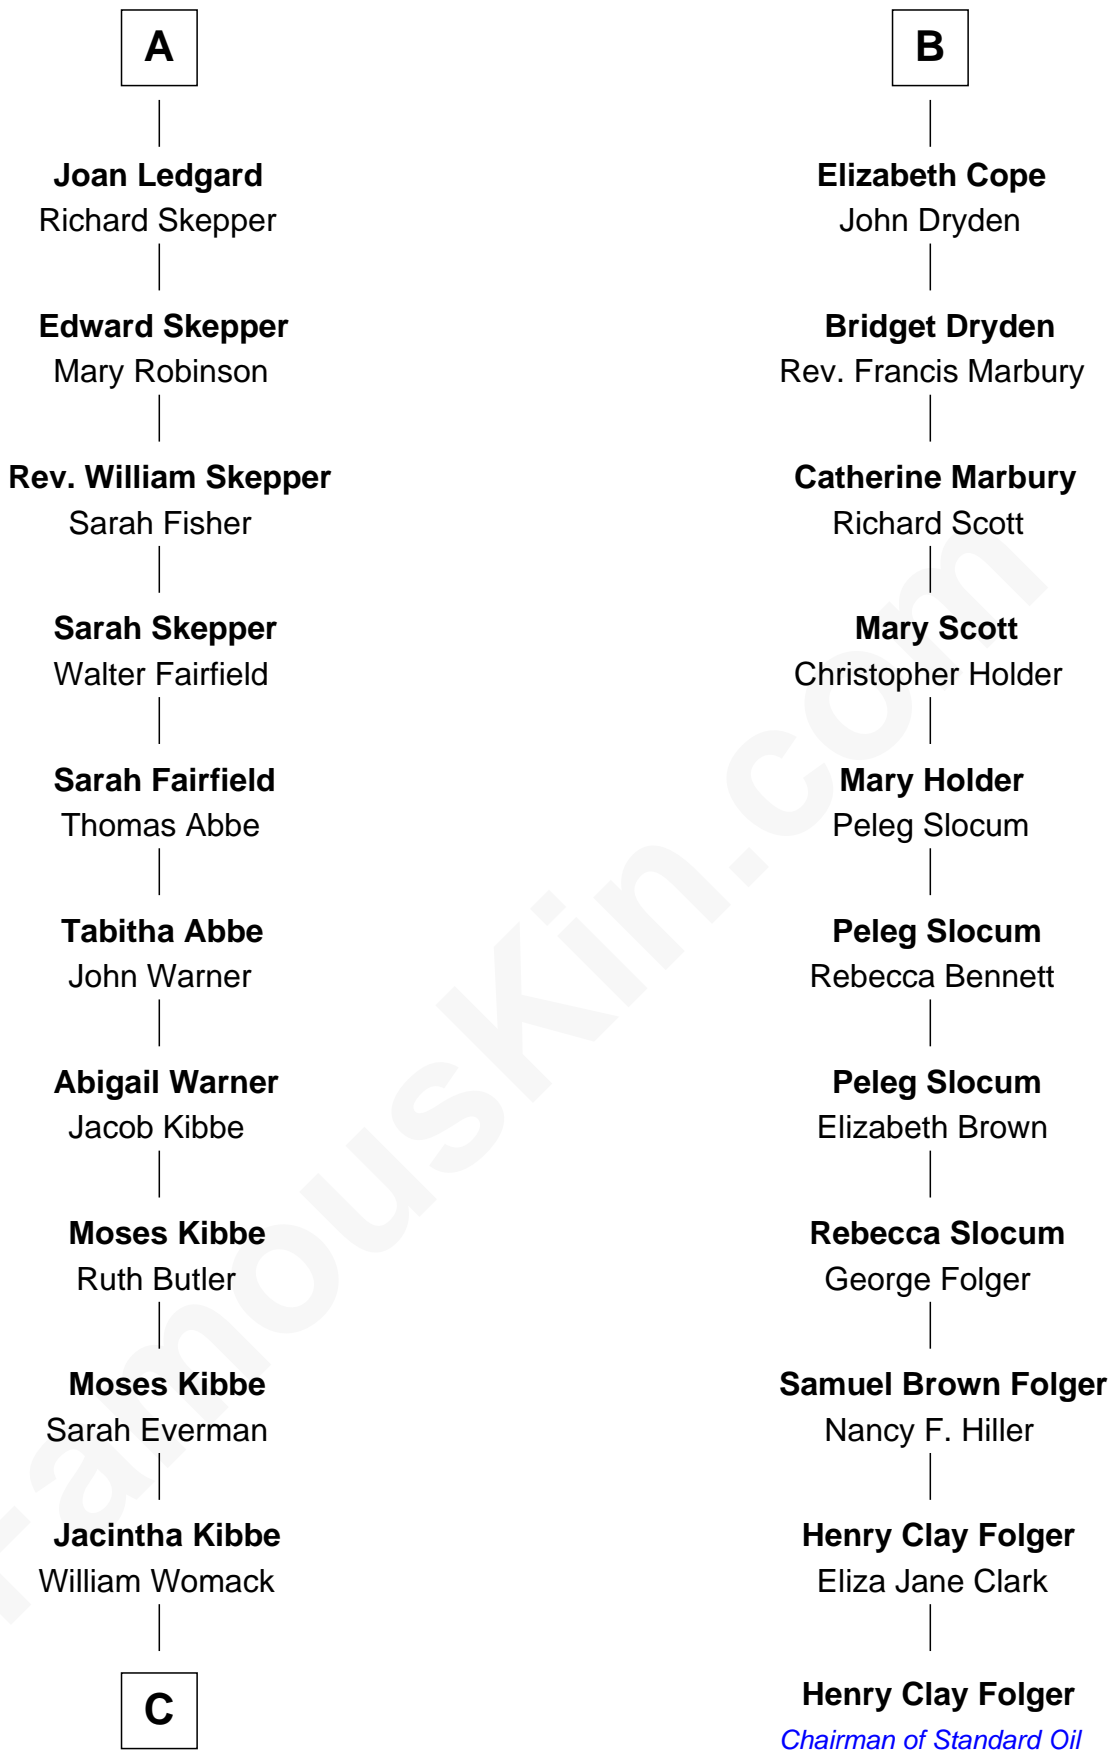 A
Joan Ledgard
Richard Skepper
Edward Skepper
Mary Robinson
Rev. William Skepper
Sarah Fisher
Sarah Skepper
Walter Fairfield
Sarah Fairfield
Thomas Abbe
Tabitha Abbe
John Warner
Abigail Warner
Jacob Kibbe
Moses Kibbe
Ruth Butler
Moses Kibbe
Sarah Everman
Jacintha Kibbe
William Womack
C
B
Elizabeth Cope
John Dryden
Bridget Dryden
Rev. Francis Marbury
Catherine Marbury
Richard Scott
Mary Scott
Christopher Holder
Mary Holder
Peleg Slocum
Peleg Slocum
Rebecca Bennett
Peleg Slocum
Elizabeth Brown
Rebecca Slocum
George Folger
Samuel Brown Folger
Nancy F. Hiller
Henry Clay Folger
Eliza Jane Clark
Henry Clay Folger
Chairman of Standard Oil
FamousKin.com